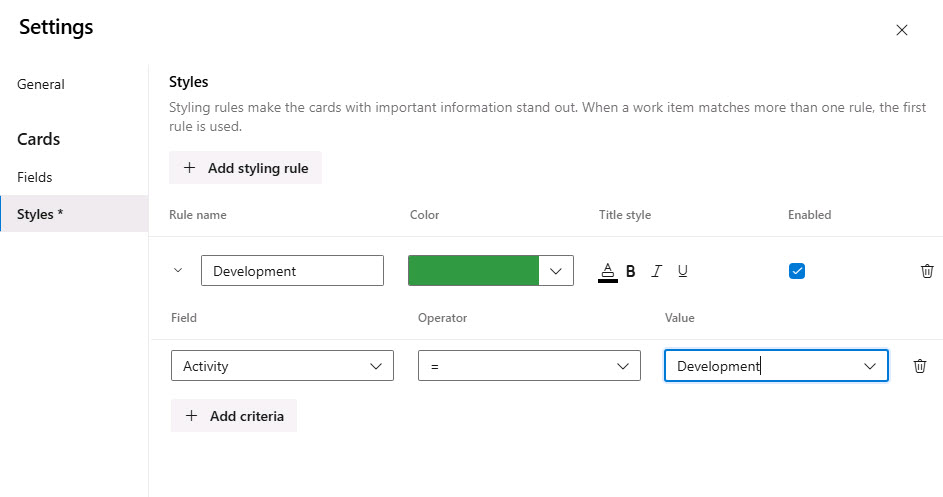 Settings
General
Cards
Fields
Styles *
Styles
Styling rules make the cards with important information stand out. When a work item matches more than one rule, the first
rule is used.
+ Add styling rule
Rule name Color Title style Enabled
Development A B I U
Field Operator Value
Activity = Development
+ Add criteria